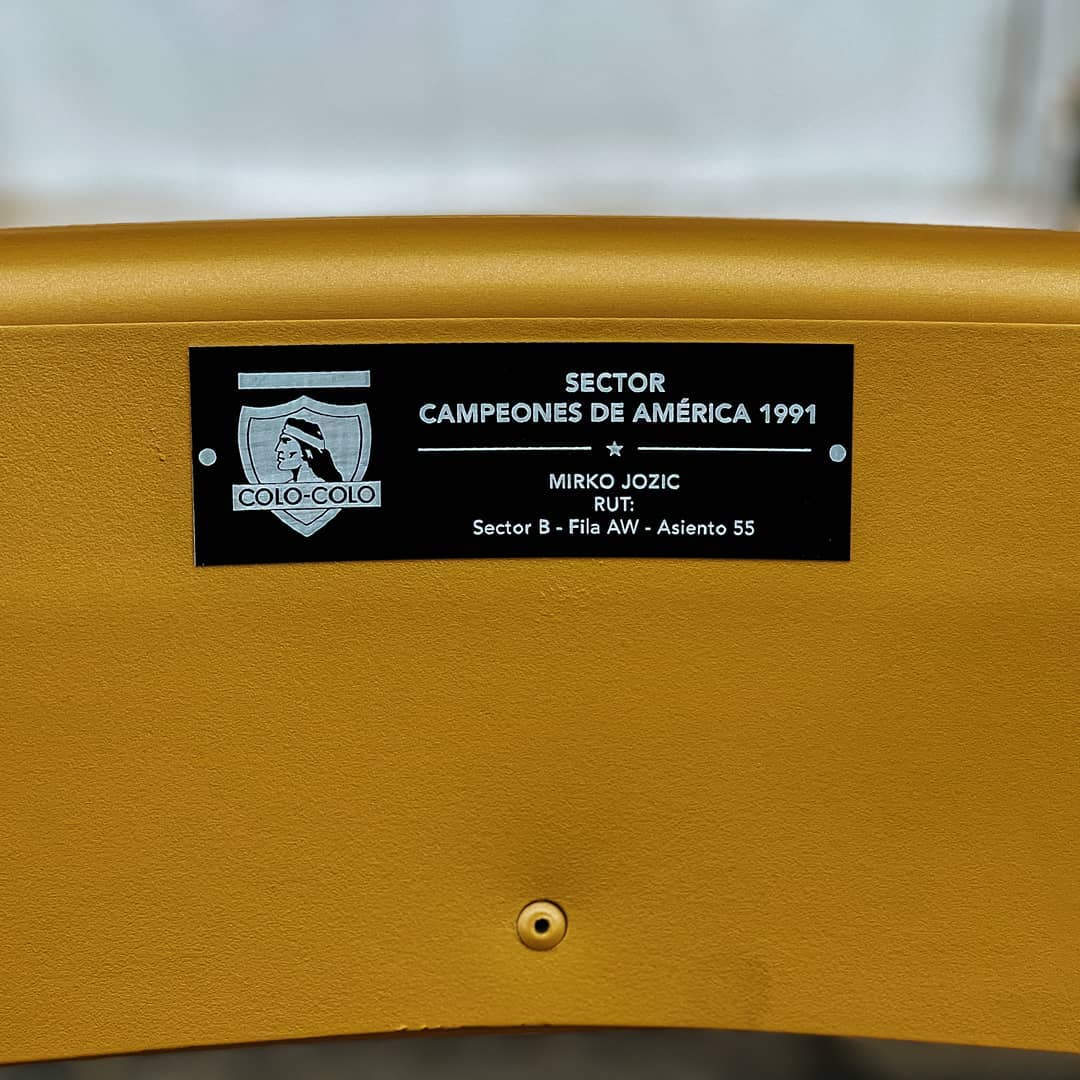 COLO-COLO
SECTOR
CAMPEONES DE AMÉRICA 1991
MIRKO JOZIC
RUT:
Sector B - Fila AW - Asiento 55